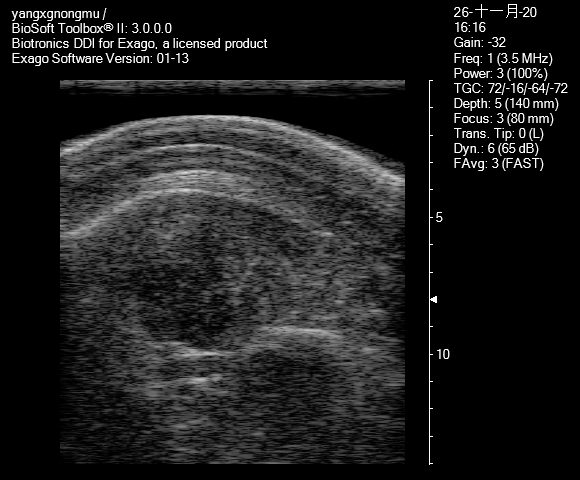 yangxgnongmu /
BioSoft Toolbox® II: 3.0.0.0
Biotronics DDI for Exago, a licensed product
Exago Software Version: 01-13
26-十一月-20
16:16
Gain: -32
Freq: 1 (3.5 MHz)
Power: 3 (100%)
TGC: 72/-16/-64/-72
Depth: 5 (140 mm)
Focus: 3 (80 mm)
Trans. Tip: 0 (L)
Dyn.: 6 (65 dB)
FAvg: 3 (FAST)
5
10